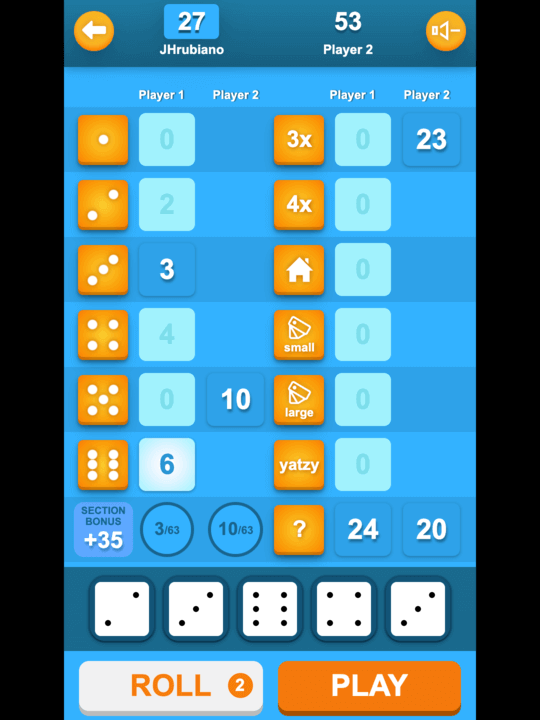 27 53
JHrubiano Player 2
Player 1 Player 2 Player 1 Player 2
0 3x 0 23
2 4x 0
3 0
4 small 0
0 10 large 0
6 yatzy 0
SECTION BONUS +35 3/63 10/63 ? 24 20
ROLL 2 PLAY